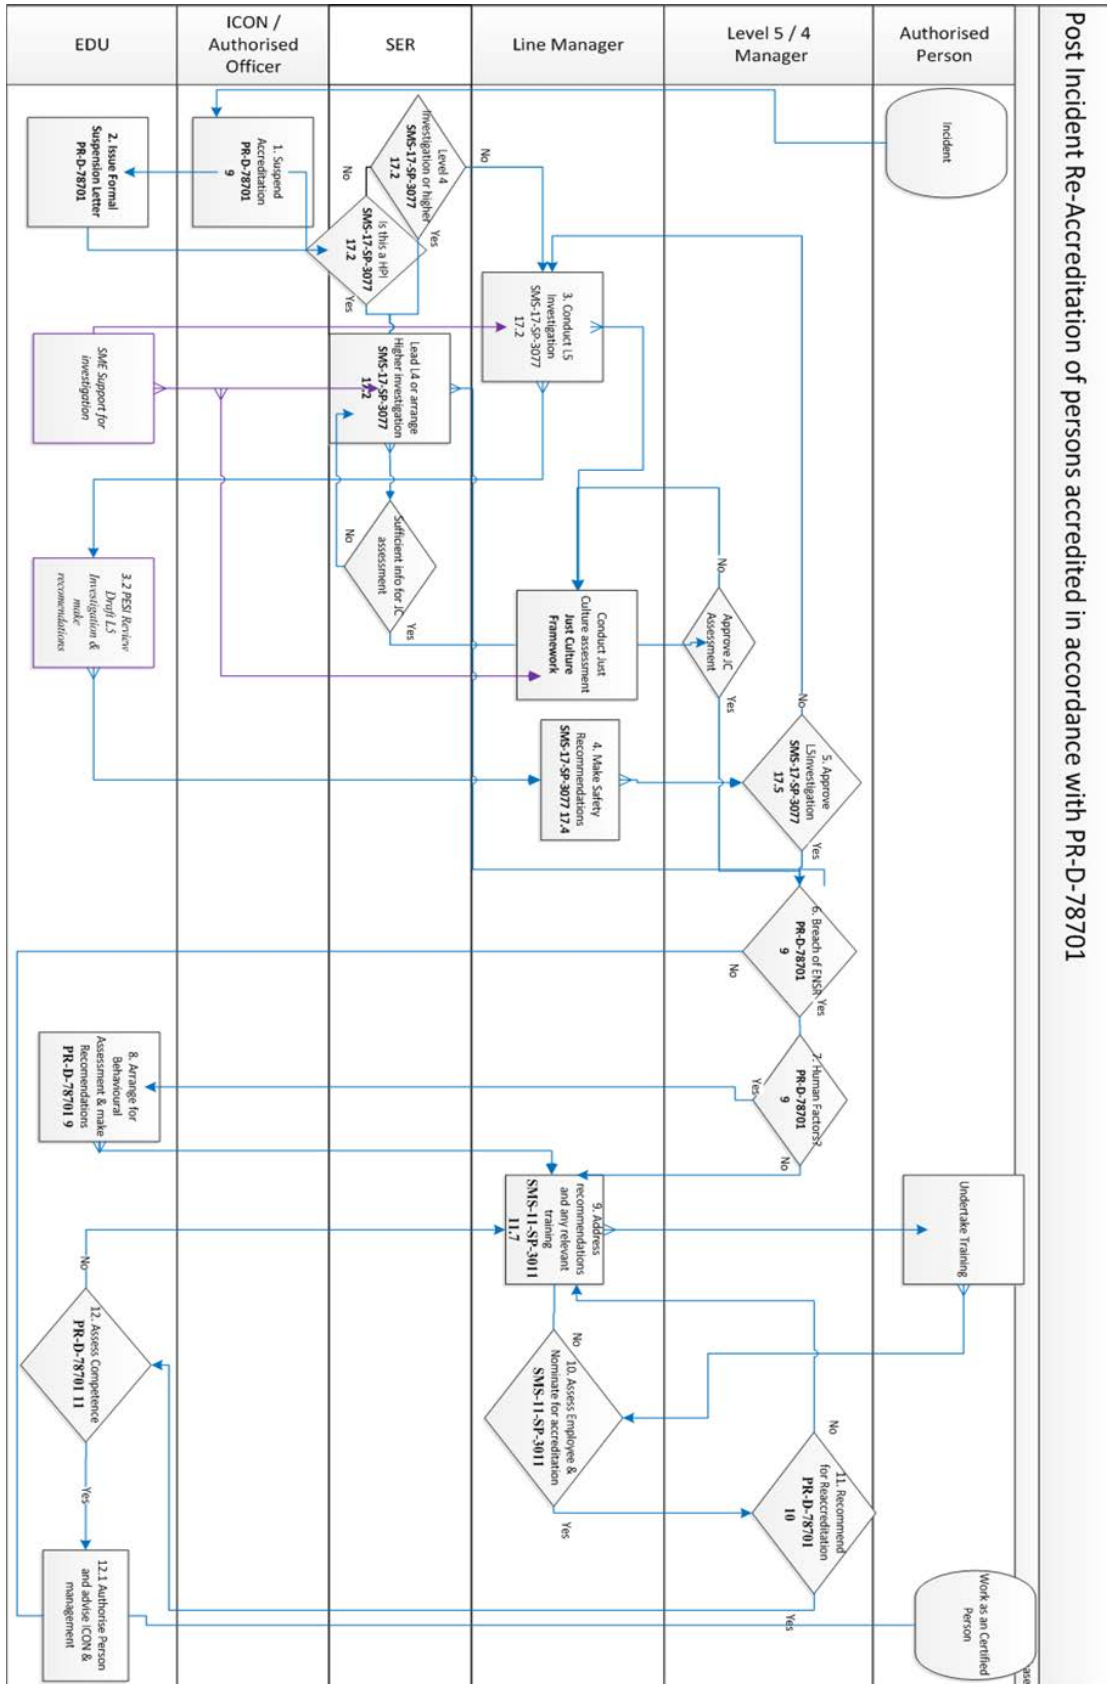 Post Incident Re-Accreditation of persons accredited in accordance with PR-D-78701
EDU
ICON /
Authorised
Officer
SER
Line Manager
Level 5 / 4
Manager
Authorised
Person
Incident
1. Suspend
Accreditation
PR-D-78701
9
2. Issue Formal
Suspension Letter
PR-D-78701
Level 4
Investigation or higher
SMS-17-SP-3077
17.2
No
Yes
No
Is this a HPI
SMS-17-SP-3077
17.2
Yes
3. Conduct L5
Investigation
SMS-17-SP-3077
17.2
SME Support for
investigation
Lead L4 or arrange
Higher investigation
SMS-17-SP-3077
17.2
Sufficient info for JC
assessment
No
Yes
3.2 PESI Review
Draft L5
Investigation &
make
recomendations
Conduct Just
Culture assessment
Just Culture
Framework
Approve JC
Assessment
No
Yes
4. Make Safety
Recommendations
SMS-17-SP-3077 17.4
5. Approve
L5Investigation
SMS-17-SP-3077
17.5
No
Yes
6. Breach of ENSR
PR-D-78701
9
Yes
No
7. Human Factors?
PR-D-78701
9
Yes
No
8. Arrange for
Behavioural
Assessment & make
Recomendations
PR-D-78701 9
9. Address
recommendations
and any relevant
training
SMS-11-SP-3011
11.7
Undertake Training
10. Assess Employee &
Nominate for accreditation
SMS-11-SP-3011
No
Yes
11. Recommend
for Reaccreditation
PR-D-78701
10
No
Yes
12. Assess Competence
PR-D-78701 11
No
Yes
12.1 Authorise Person
and advise ICON &
management
Work as an Certified
Person
ase